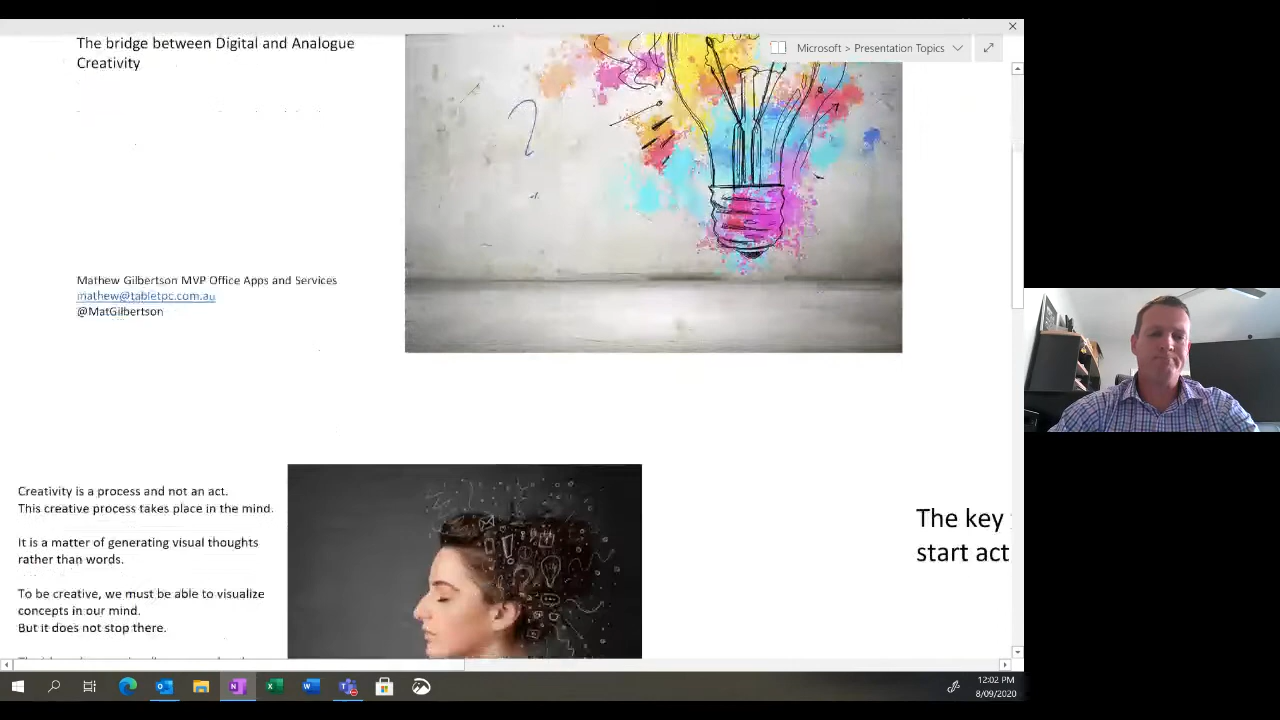 The bridge between Digital and Analogue
Creativity
Microsoft > Presentation Topics
Mathew Gilbertson MVP Office Apps and Services
mathew@tabletpc.com.au
@MatGilbertson
Creativity is a process and not an act.
This creative process takes place in the mind.
It is a matter of generating visual thoughts
rather than words.
To be creative, we must be able to visualize
concepts in our mind.
But it does not stop there.
The key
start act
12:02 PM
8/09/2020